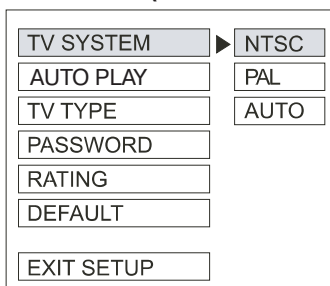 TV SYSTEM NTSC
AUTO PLAY PAL
TV TYPE AUTO
PASSWORD
RATING
DEFAULT
EXIT SETUP